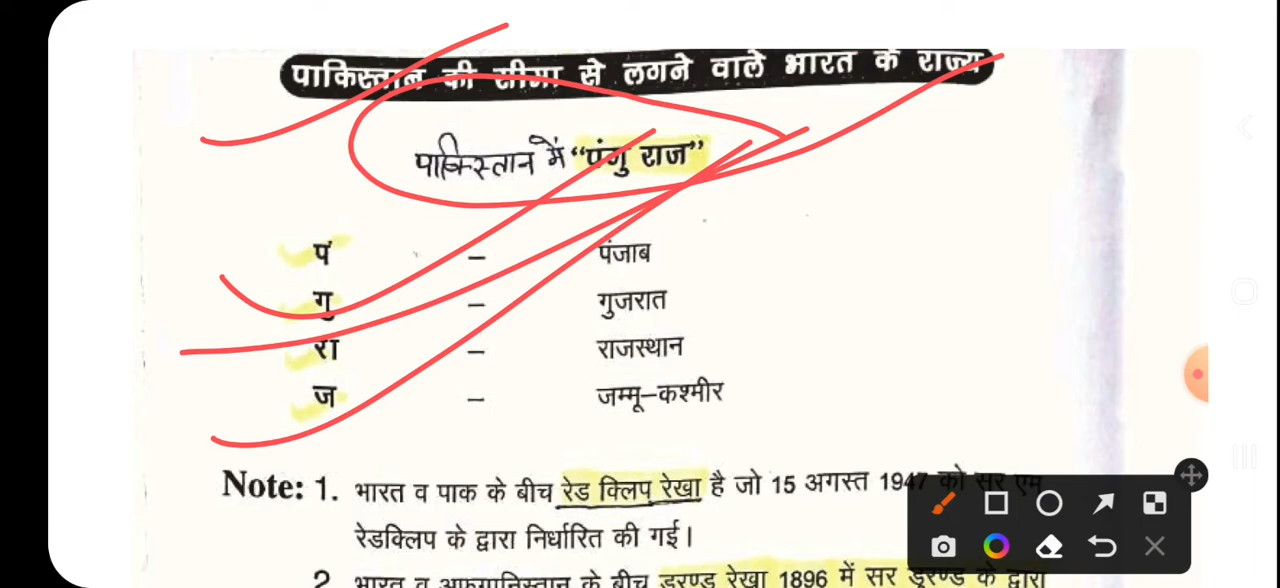 पाकिस्तान की सीमा से लगने वाले भारत के राज्य
पाकिस्तान में “पंगु राज”
पं – पंजाब
गु – गुजरात
रा – राजस्थान
ज – जम्मू–कश्मीर
Note: 1. भारत व पाक के बीच रेड क्लिप रेखा है जो 15 अगस्त 1947 को सर एम
रेडक्लिप के द्वारा निर्धारित की गई।
2. भारत व अफगानिस्तान के बीच डूरण्ड रेखा 1896 में सर डूरण्ड के द्वारा